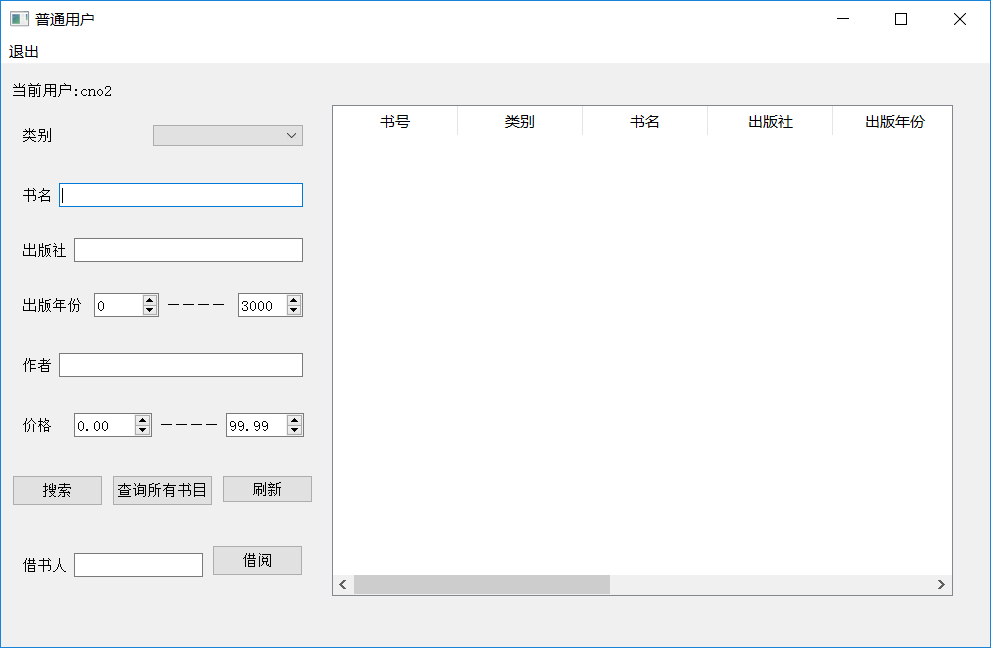 普通用户
退出
当前用户:cno2
类别
书名
出版社
出版年份 0 ---- 3000
作者
价格 0.00 ---- 99.99
搜索 查询所有书目 刷新
借书人 借阅
书号 类别 书名 出版社 出版年份